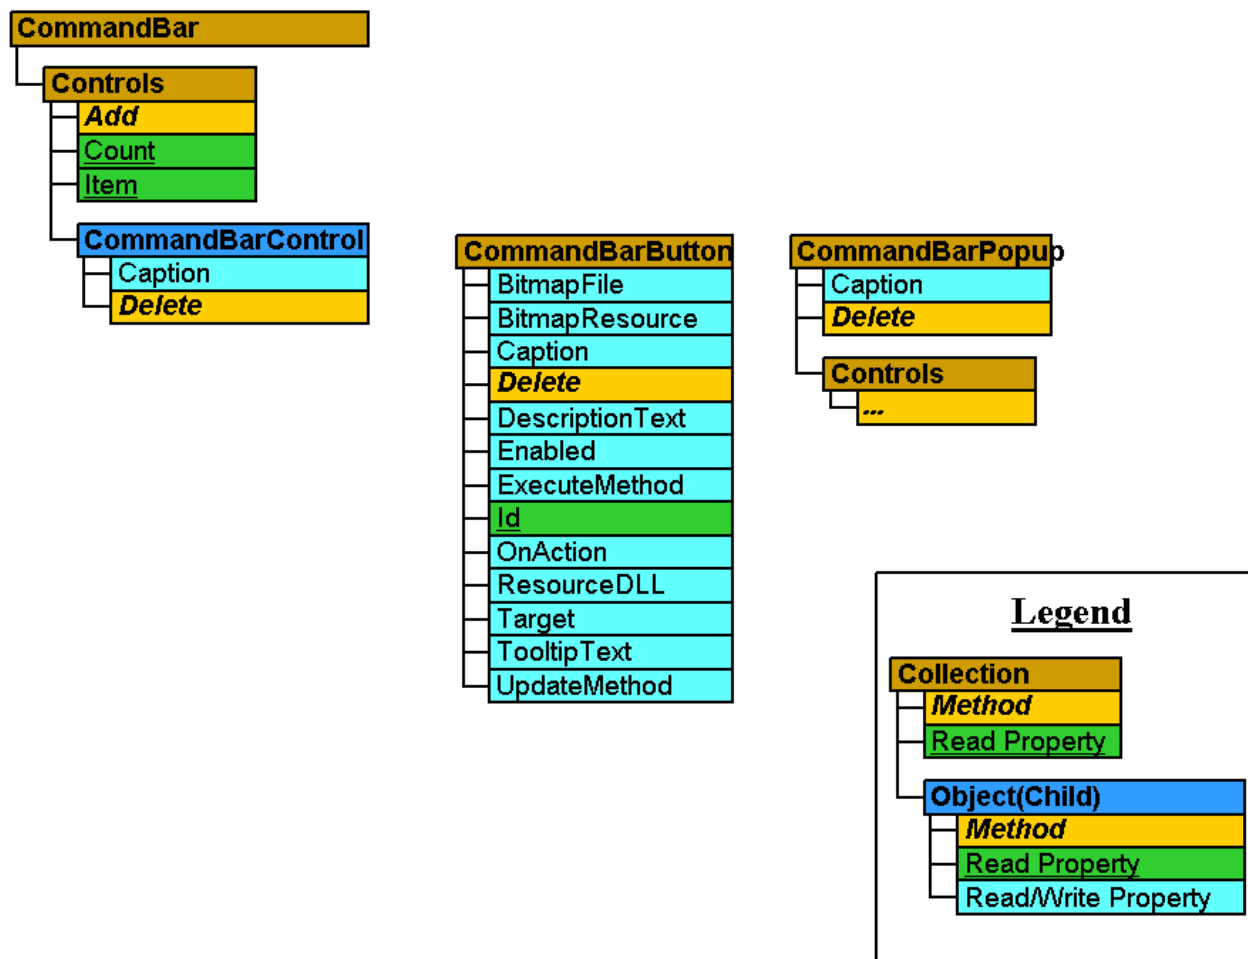 CommandBar
Controls
Add
Count
Item
CommandBarControl
Caption
Delete
CommandBarButton
BitmapFile
BitmapResource
Caption
Delete
DescriptionText
Enabled
ExecuteMethod
Id
OnAction
ResourceDLL
Target
TooltipText
UpdateMethod
CommandBarPopup
Caption
Delete
Controls
...
Legend
Collection
Method
Read Property
Object(Child)
Method
Read Property
Read/Write Property